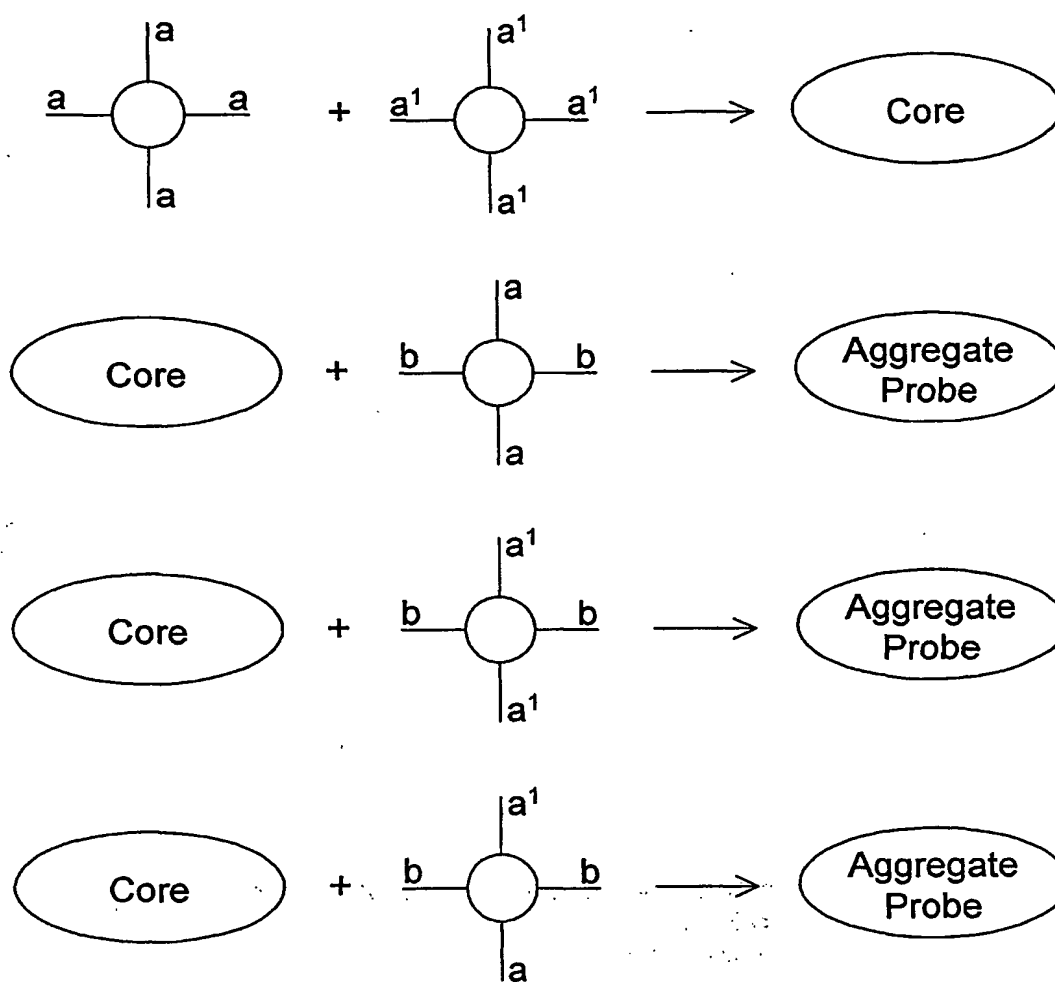 a
a a + a¹ a¹ a¹ → Core
a a¹
a
Core + b b → Aggregate Probe
a
a¹
Core + b b → Aggregate Probe
a¹
a¹
Core + b b → Aggregate Probe
a